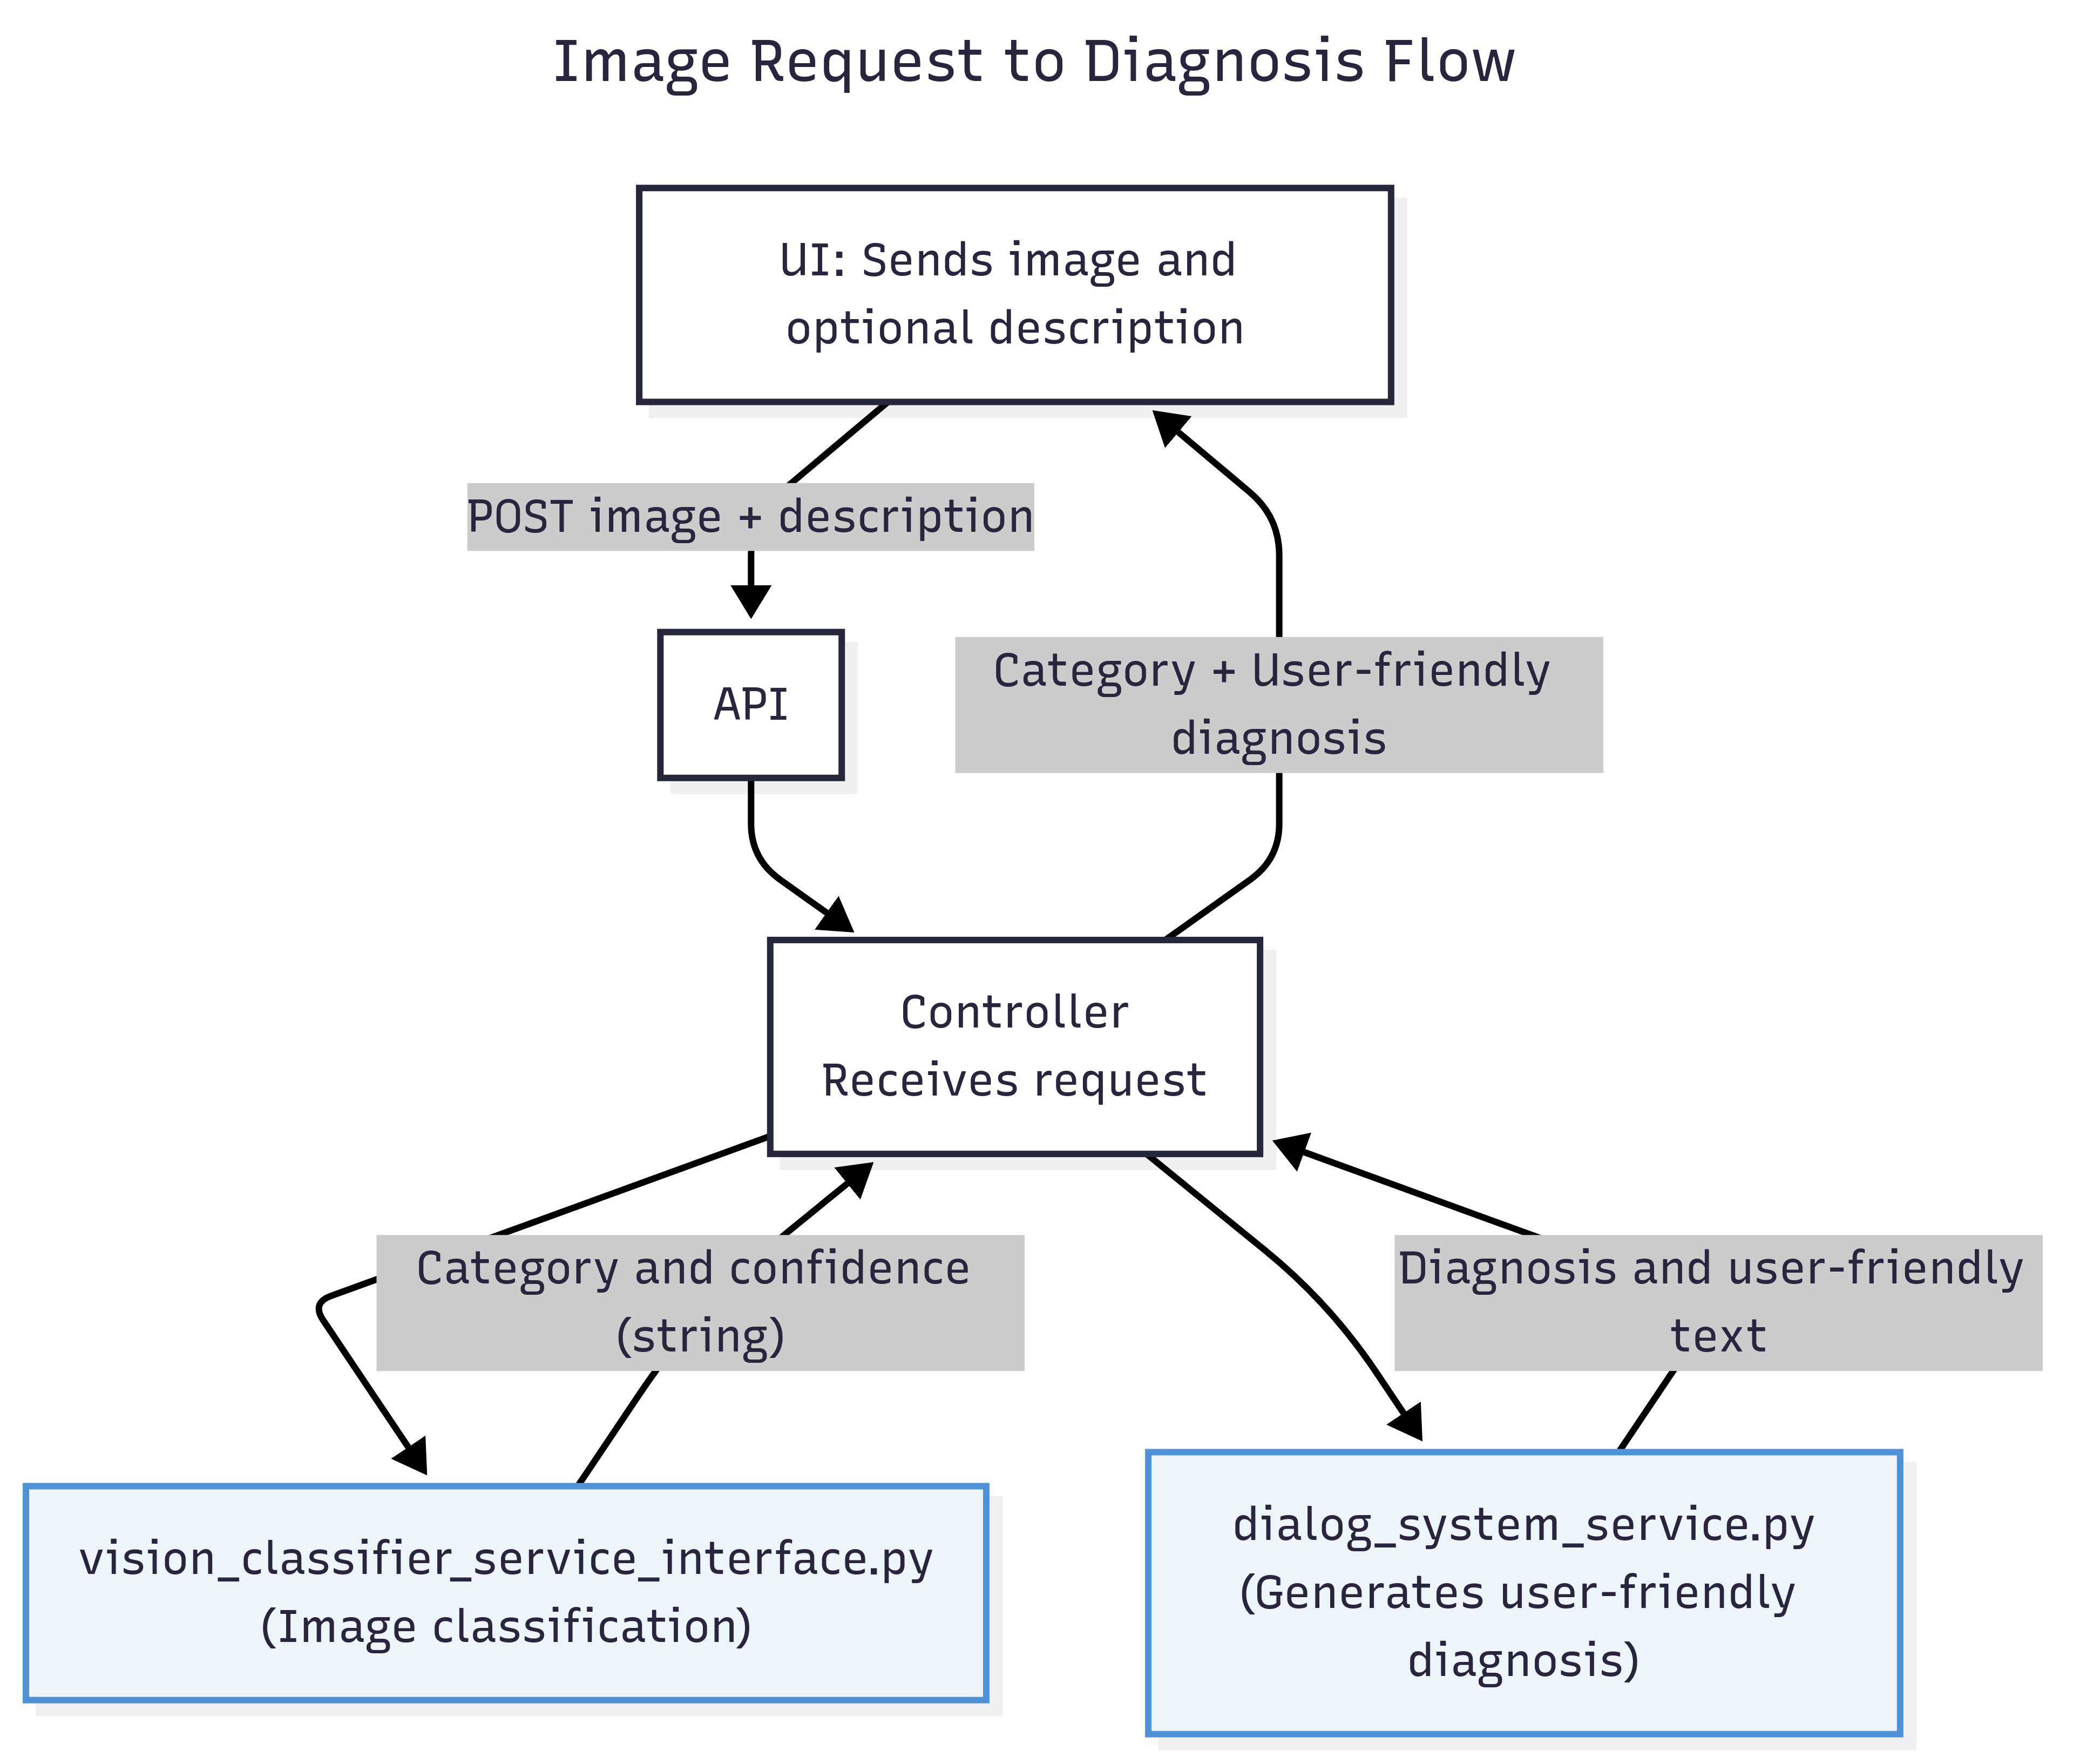 Image Request to Diagnosis Flow
UI: Sends image and
optional description
POST image + description
API
Category + User-friendly
diagnosis
Controller
Receives request
Category and confidence
(string)
Diagnosis and user-friendly
text
vision_classifier_service_interface.py
(Image classification)
dialog_system_service.py
(Generates user-friendly
diagnosis)